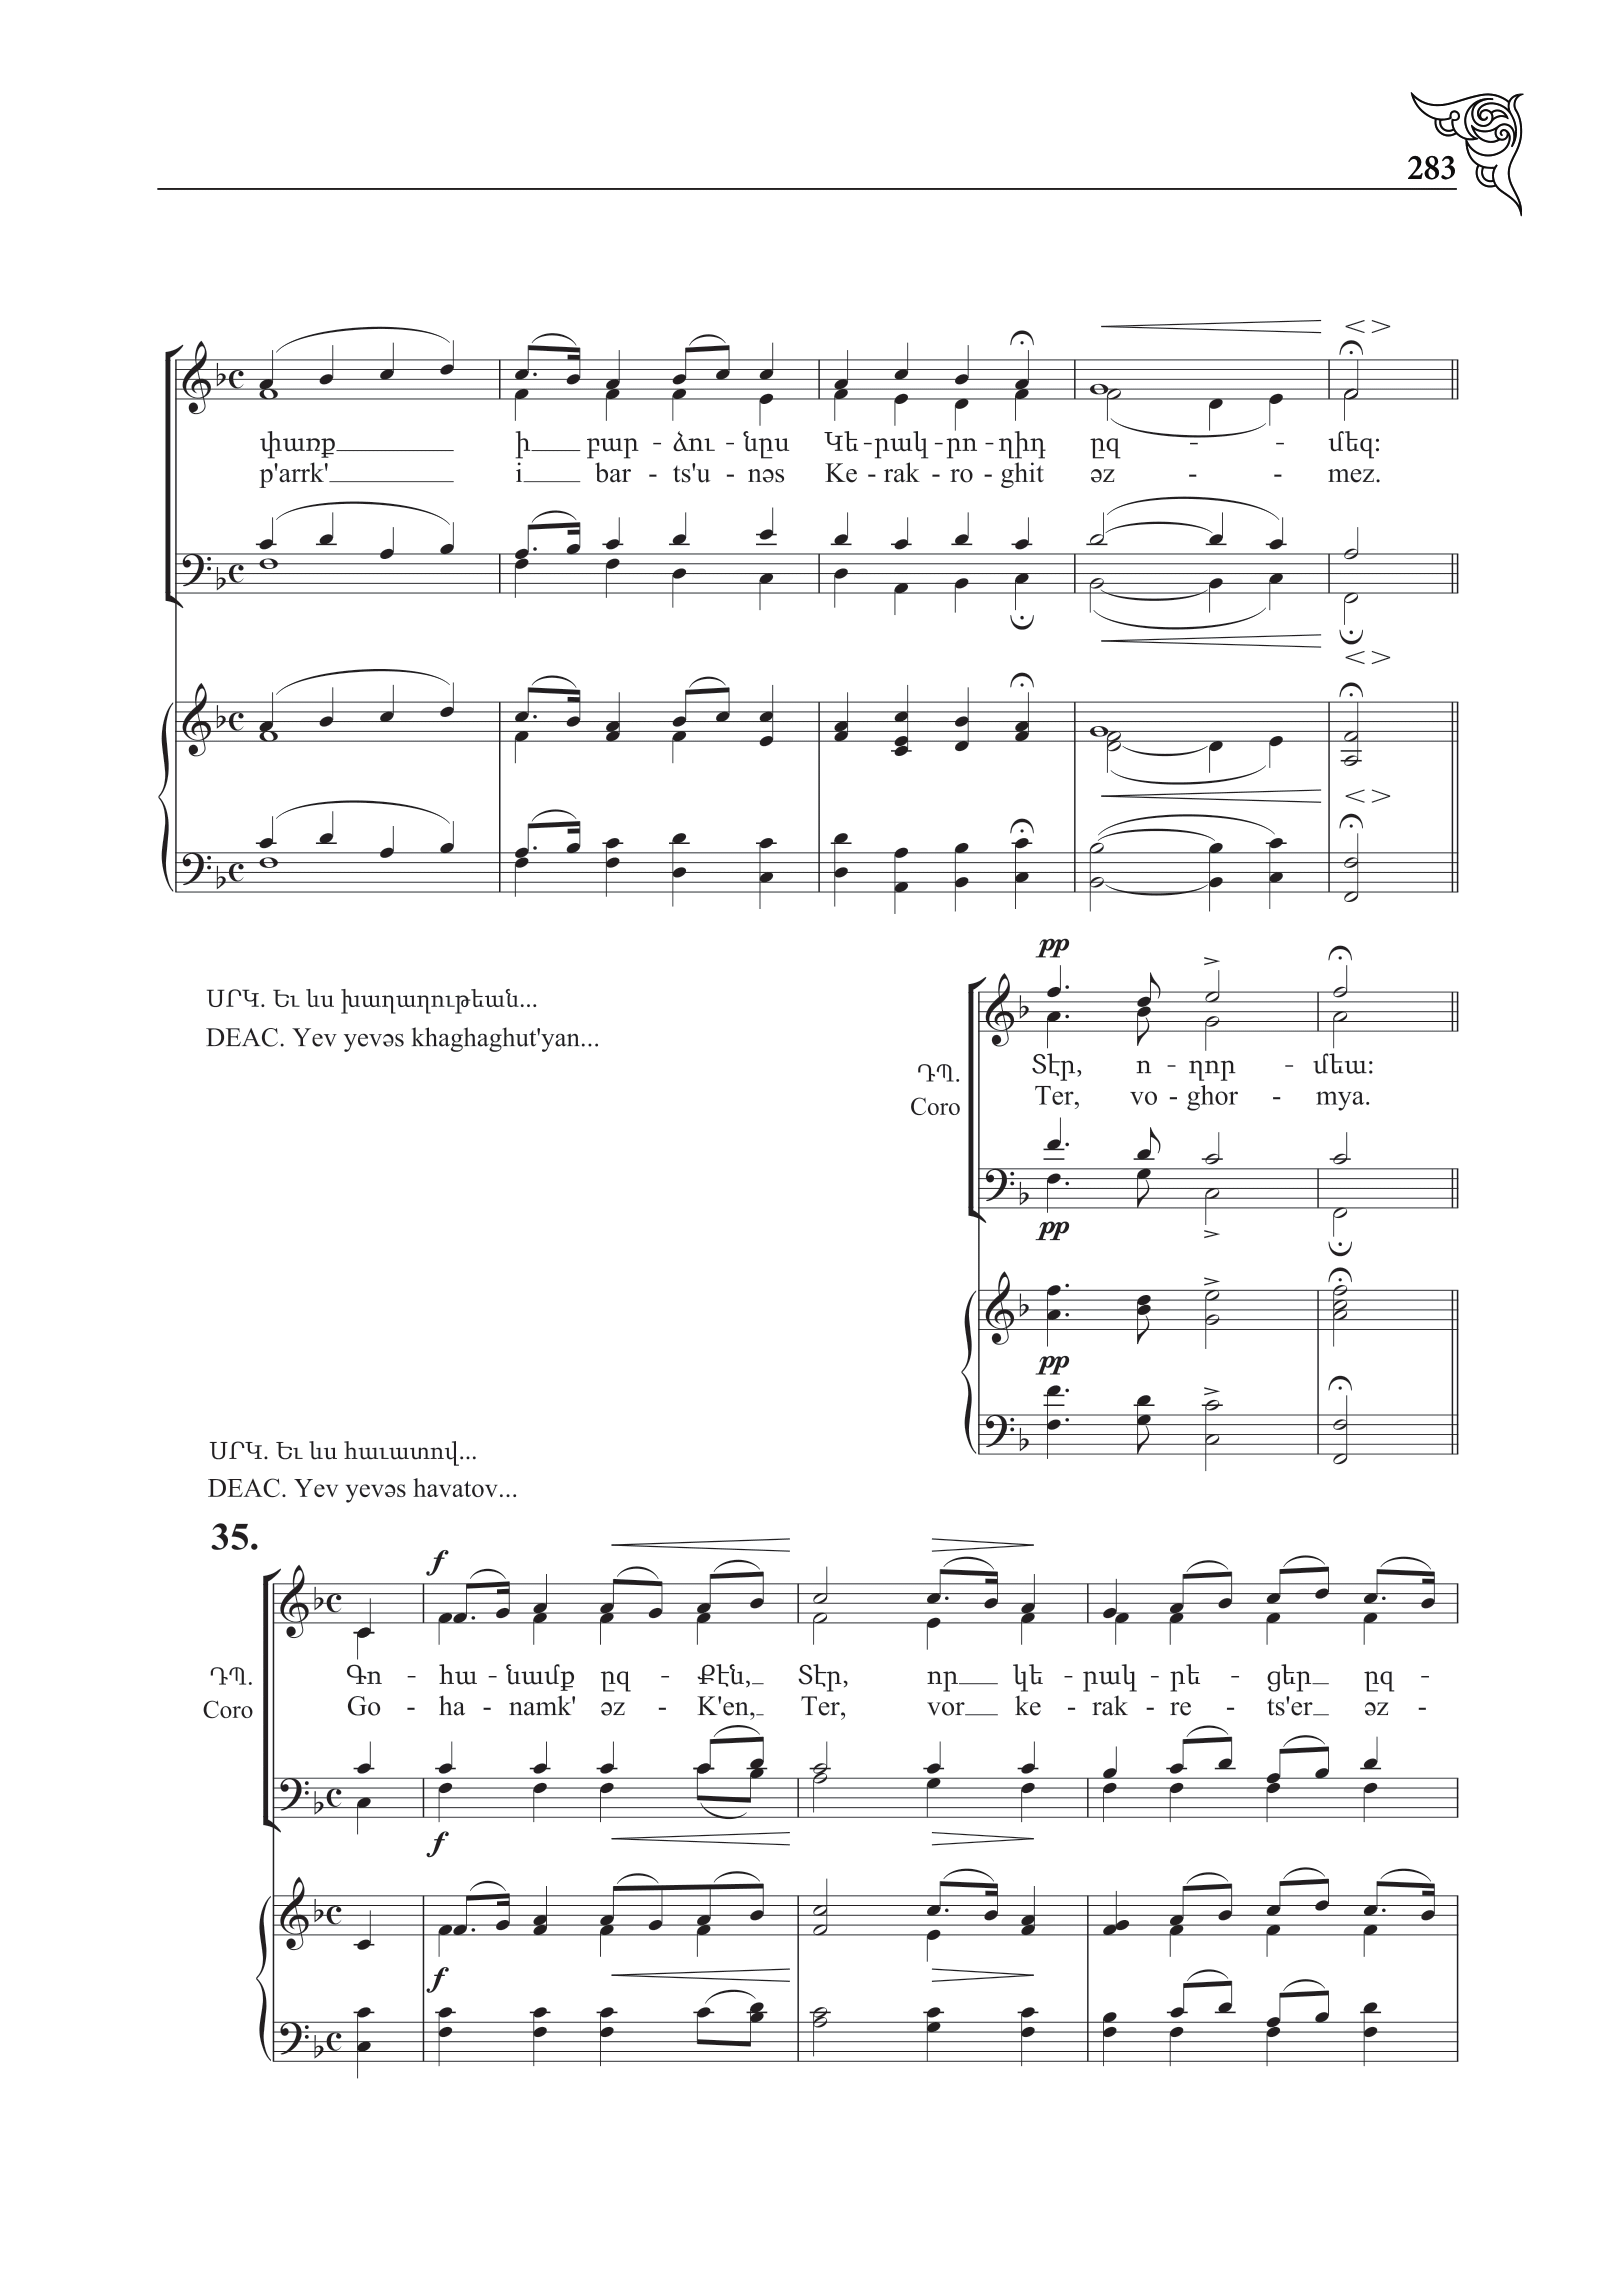 283
փառք ի բար - ձու - նըս Կե - րակ - րո - ղիդ ըզ - - մեզ:
p'arrk' i bar - ts'u - nəs Ke - rak - ro - ghit əz - - mez.
pp
ՍՐԿ. Եւ ևս խաղաղութեան...
DEAC. Yev yevəs khaghaghut'yan...
ԴՊ. Տէր, ո - ղոր - մեա:
Coro Ter, vo - ghor - mya.
pp
pp
ՍՐԿ. Եւ ևս հաւատով...
DEAC. Yev yevəs havatov...
35.
f
ԴՊ. Գո - հա - նամք ըզ - Քէն, Տէր, որ կե - րակ - րե - ցեր ըզ -
Coro Go - ha - namk' əz - K'en, Ter, vor ke - rak - re - ts'er əz -
f
f